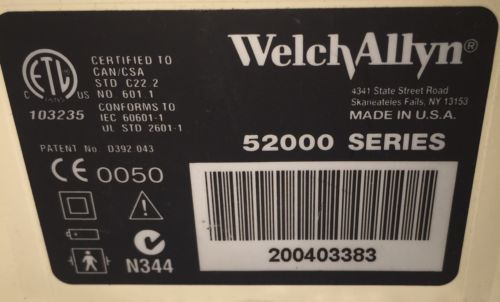 WelchAllyn®
4341 State Street Road
Skaneateles Falls, NY 13153
MADE IN U.S.A.
52000 SERIES
200403383
ETL
C US
103235
CERTIFIED TO
CAN/CSA
STD C22.2
NO 601.1
CONFORMS TO
IEC 60601-1
UL STD 2601-1
PATENT No. D392 043
CE 0050
N344